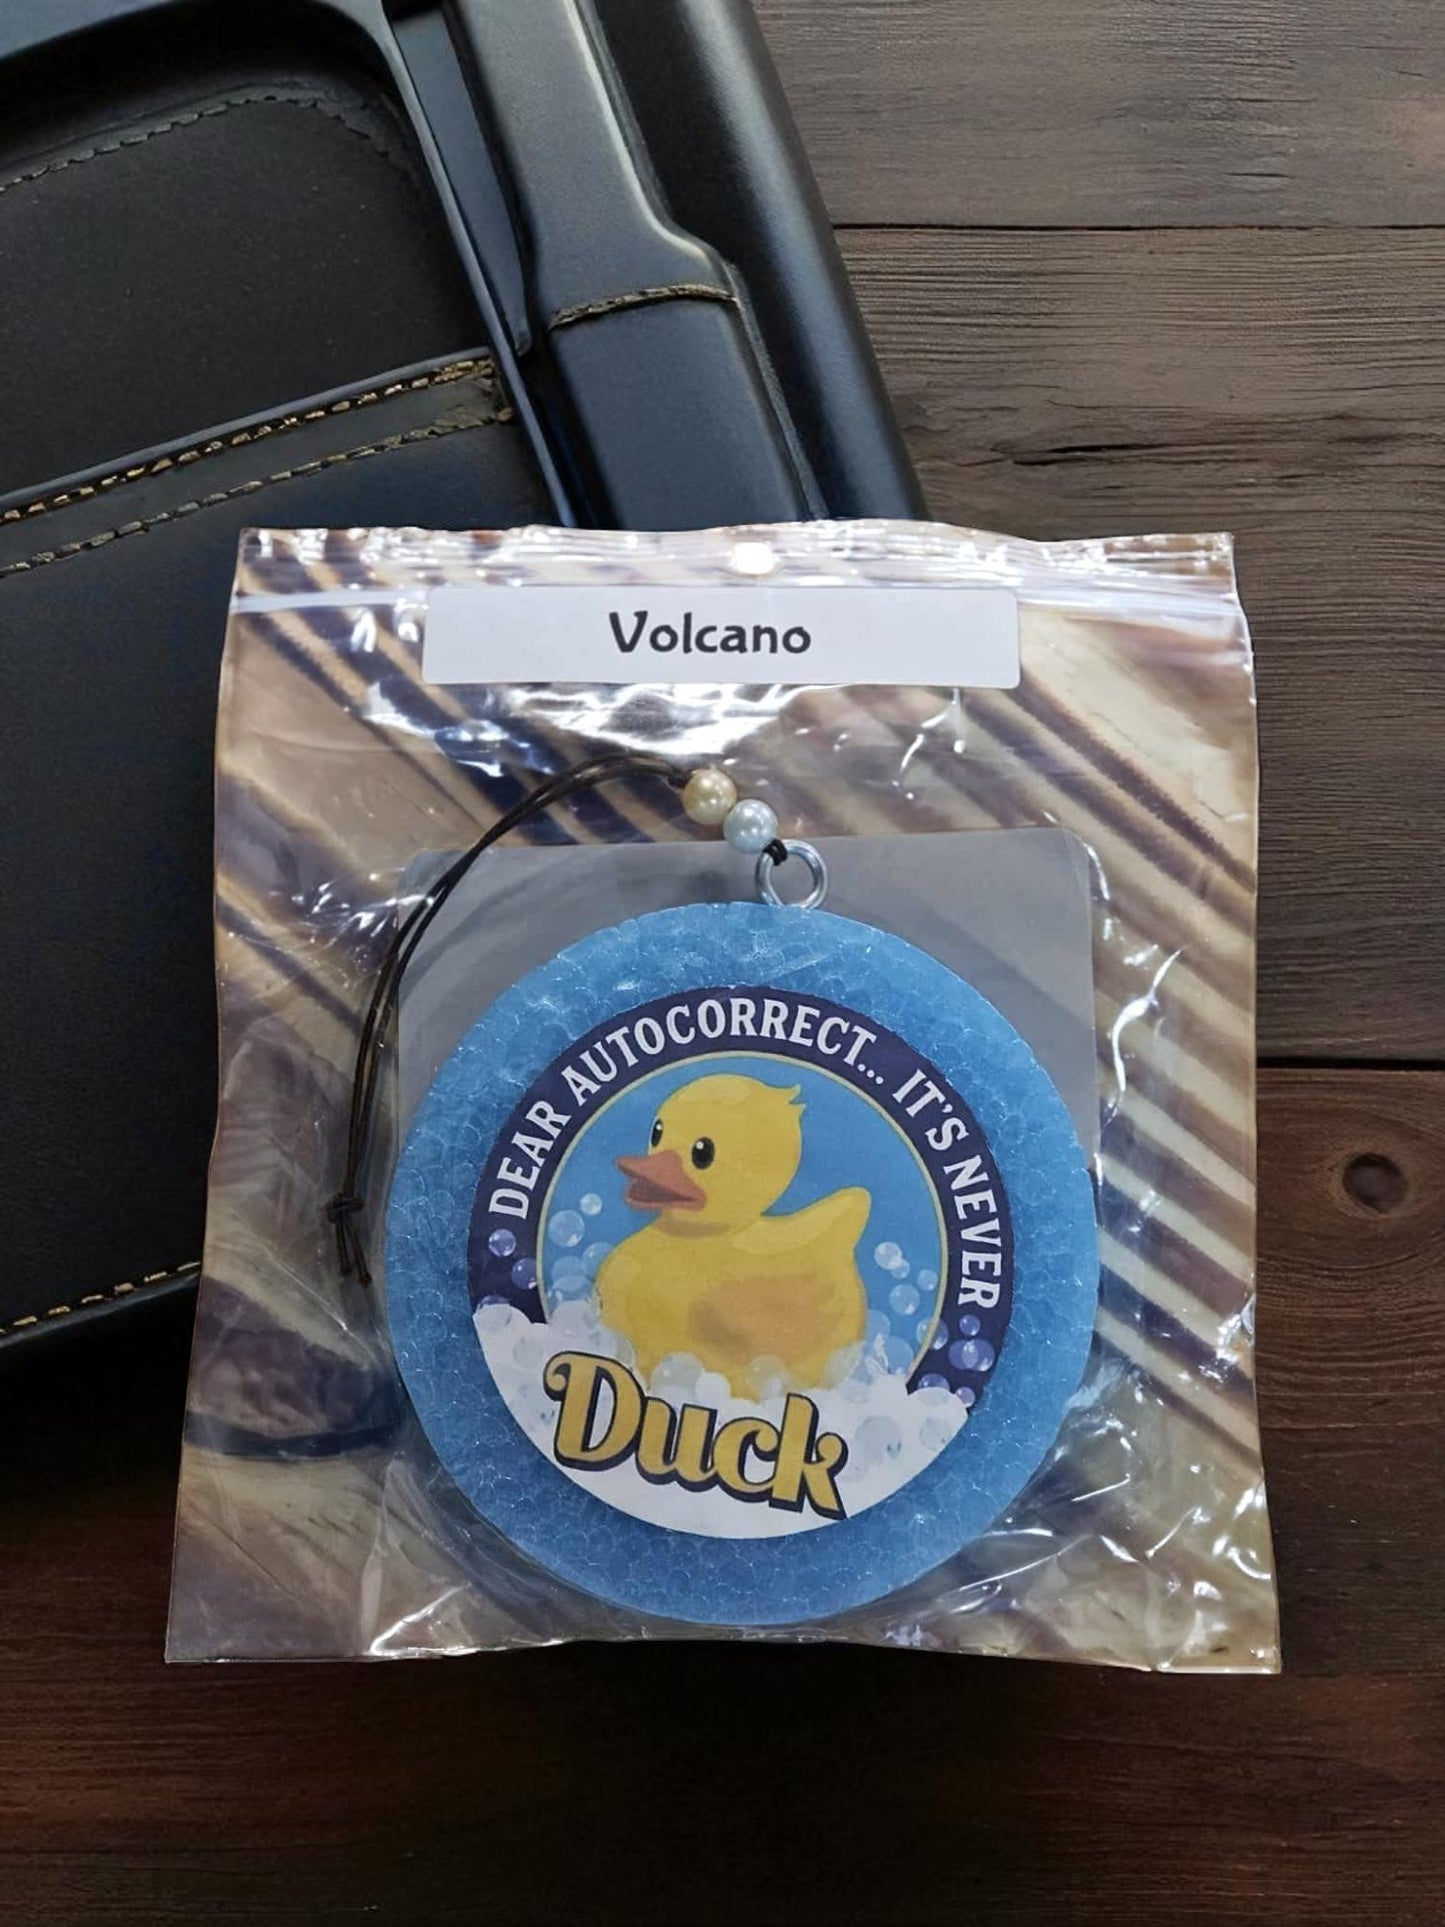 Volcano
DEAR AUTOCORRECT... IT'S NEVER
Duck